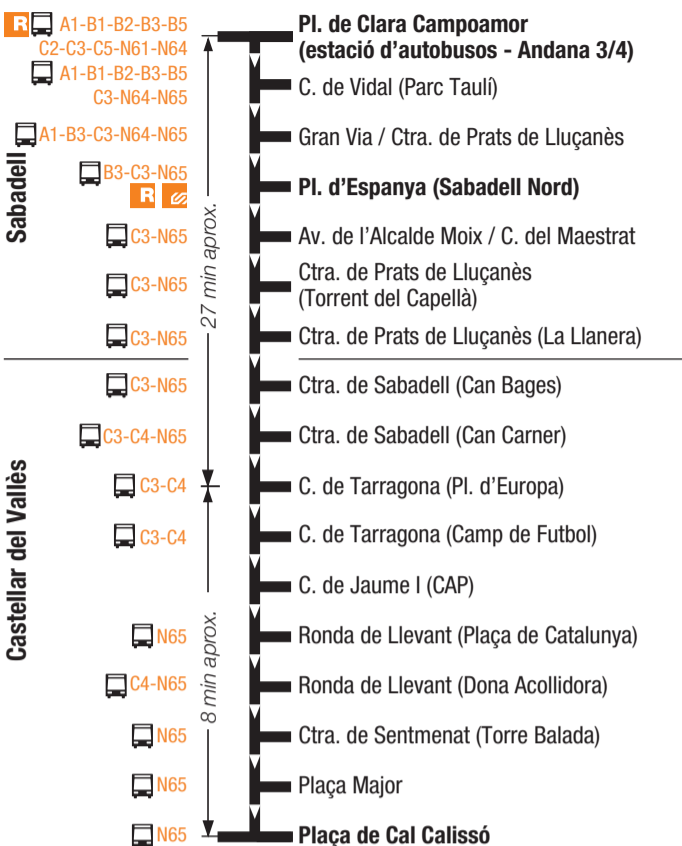 R A1-B1-B2-B3-B5
C2-C3-C5-N61-N64
Pl. de Clara Campoamor
(estació d'autobusos - Andana 3/4)
A1-B1-B2-B3-B5
C3-N64-N65
C. de Vidal (Parc Taulí)
A1-B3-C3-N64-N65
Gran Via / Ctra. de Prats de Lluçanès
B3-C3-N65
R
Pl. d'Espanya (Sabadell Nord)
C3-N65
Av. de l'Alcalde Moix / C. del Maestrat
C3-N65
Ctra. de Prats de Lluçanès
(Torrent del Capellà)
C3-N65
Ctra. de Prats de Lluçanès (La Llanera)
Sabadell
27 min aprox.
C3-N65
Ctra. de Sabadell (Can Bages)
C3-C4-N65
Ctra. de Sabadell (Can Carner)
C3-C4
C. de Tarragona (Pl. d'Europa)
C3-C4
C. de Tarragona (Camp de Futbol)
C. de Jaume I (CAP)
N65
Ronda de Llevant (Plaça de Catalunya)
C4-N65
Ronda de Llevant (Dona Acollidora)
N65
Ctra. de Sentmenat (Torre Balada)
N65
Plaça Major
N65
Plaça de Cal Calissó
Castellar del Vallès
8 min aprox.